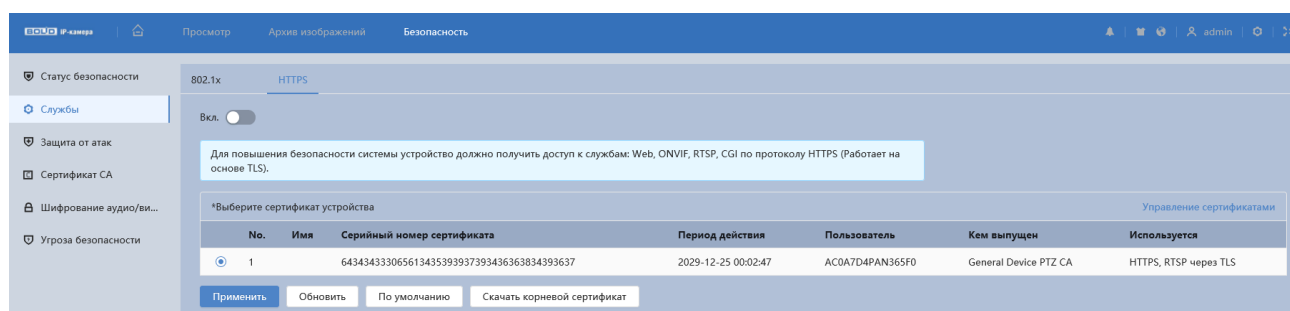 BOLID IP-камера Просмотр Архив изображений Безопасность admin
Статус безопасности
Службы
Защита от атак
Сертификат CA
Шифрование аудио/ви...
Угроза безопасности
802.1x HTTPS
Вкл.
Для повышения безопасности системы устройство должно получить доступ к службам: Web, ONVIF, RTSP, CGI по протоколу HTTPS (Работает на
основе TLS).
*Выберите сертификат устройства Управление сертификатами
No. Имя Серийный номер сертификата Период действия Пользователь Кем выпущен Используется
1 643434333065613435393937393436363834393637 2029-12-25 00:02:47 AC0A7D4PAN365F0 General Device PTZ CA HTTPS, RTSP через TLS
Применить Обновить По умолчанию Скачать корневой сертификат